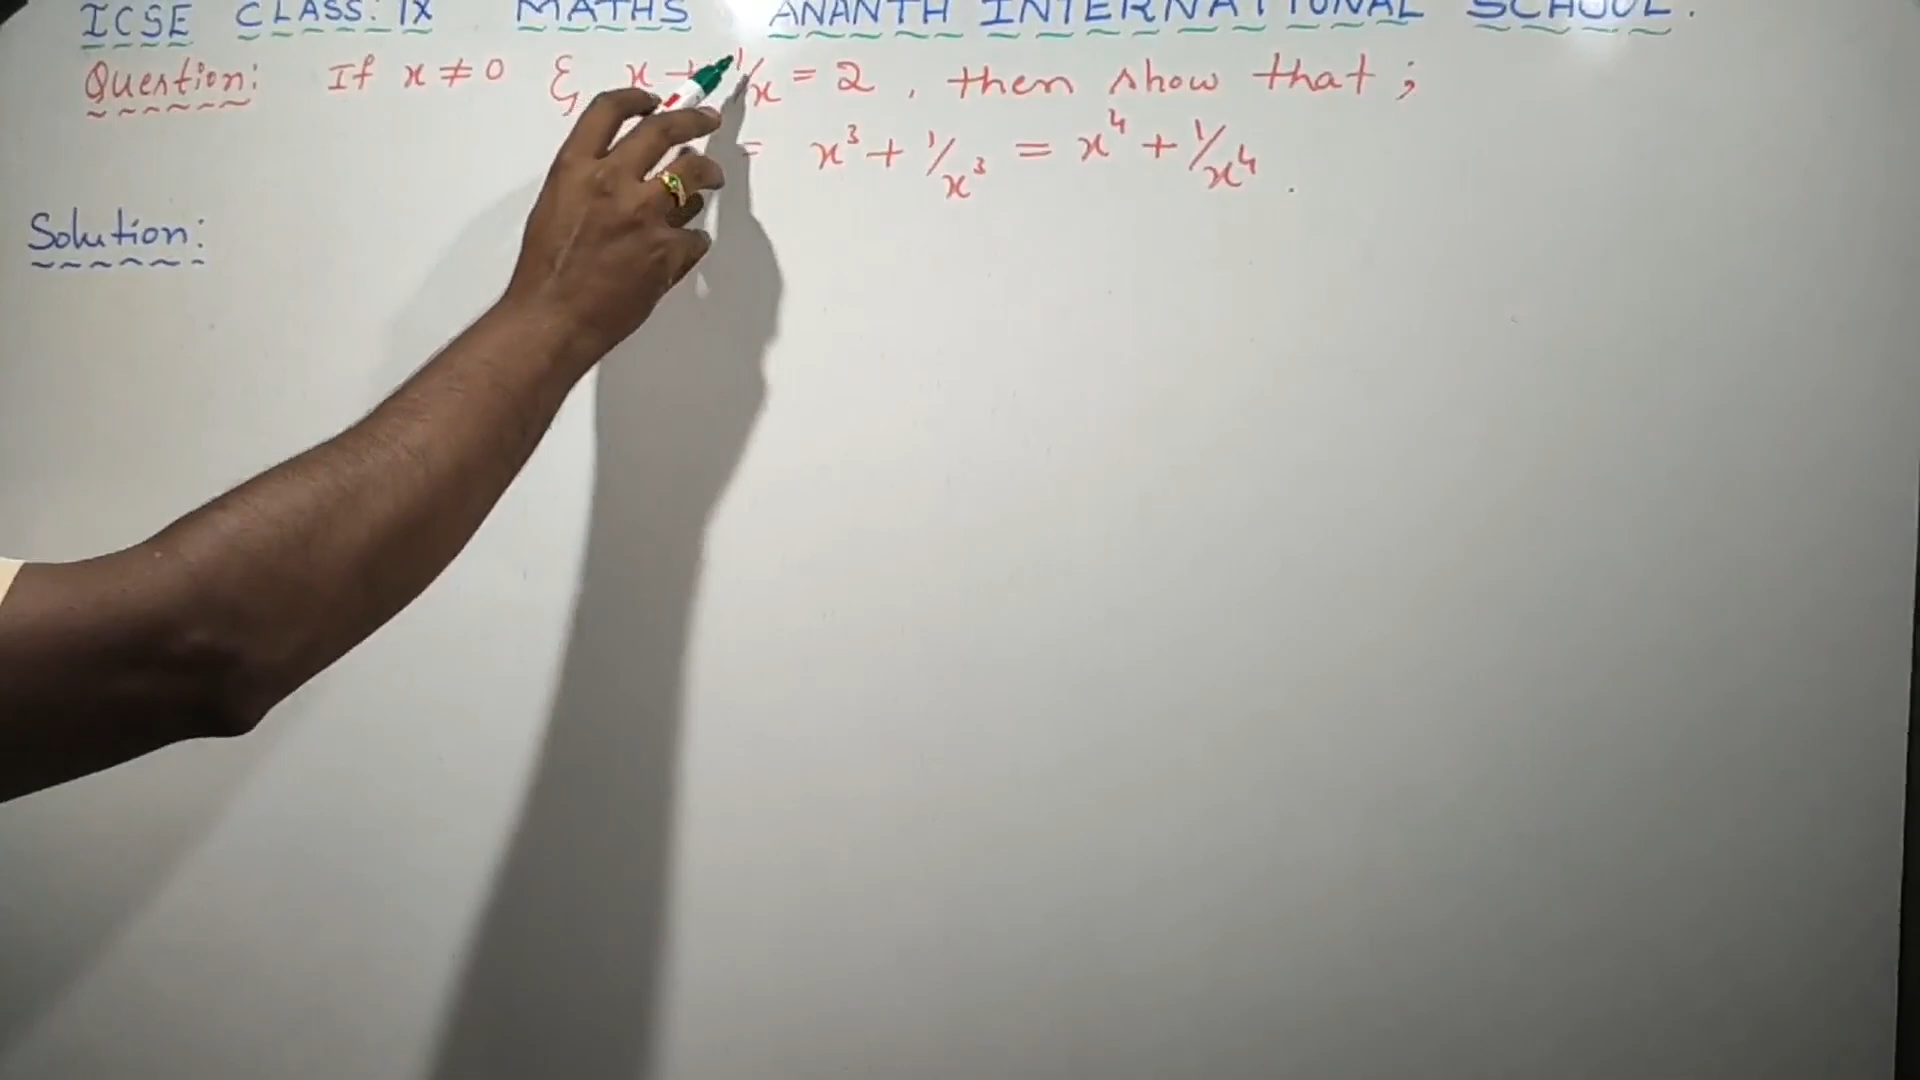 ICSE CLASS: IX MATHS ANANTH INTERNATIONAL SCHOOL.
Question: If x ≠ 0 & x + 1/x = 2, then show that;
= x³ + 1/x³ = x⁴ + 1/x⁴.
Solution: